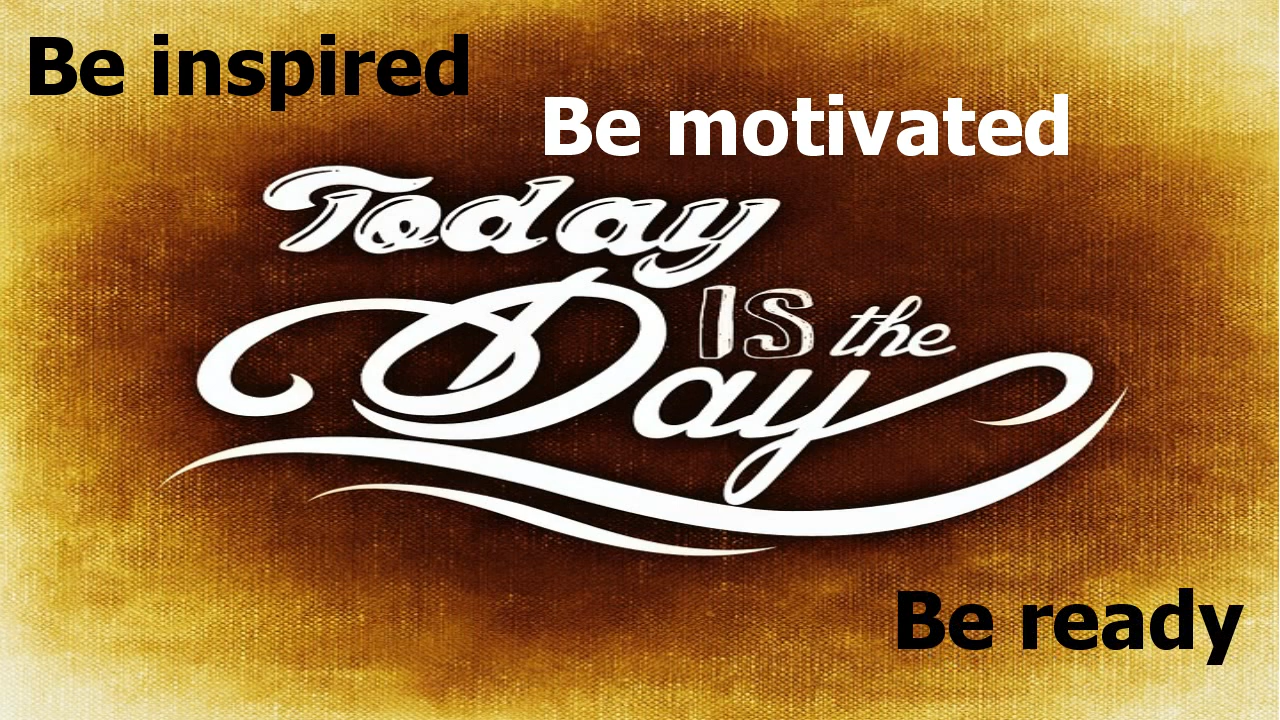 Be inspired
Be motivated
Today
IS the
Day
Be ready